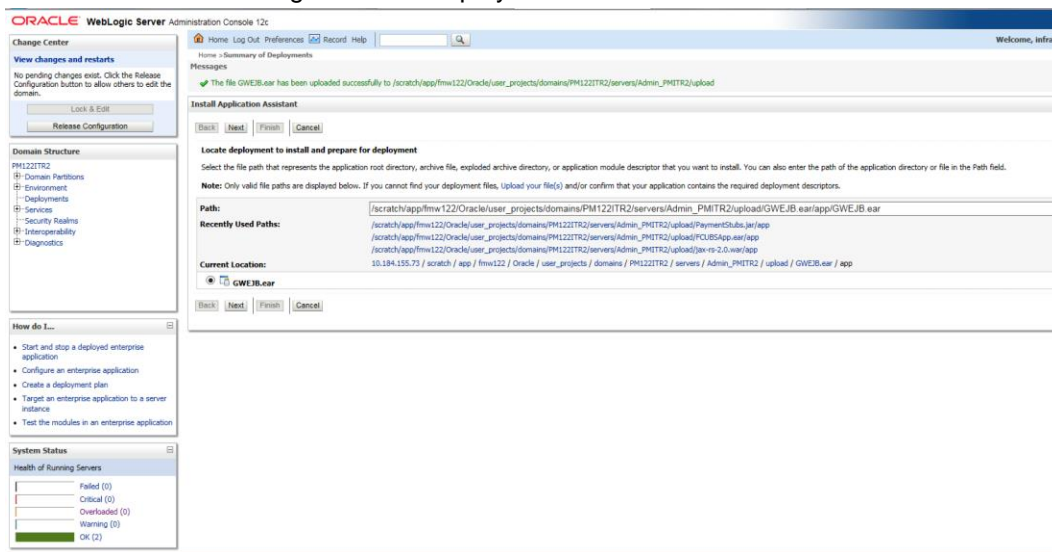 ORACLE WebLogic Server Administration Console 12c
Change Center
View changes and restarts
No pending changes exist. Click the Release
Configuration button to allow others to edit the
domain.
Lock & Edit
Release Configuration
Domain Structure
PM122ITR2
Domain Partitions
Environment
Deployments
Services
Security Realms
Interoperability
Diagnostics
How do I...
Start and stop a deployed enterprise
application
Configure an enterprise application
Create a deployment plan
Target an enterprise application to a server
instance
Test the modules in an enterprise application
System Status
Health of Running Servers
Failed (0)
Critical (0)
Overloaded (0)
Warning (0)
OK (2)
Home Log Out Preferences Record Help
Welcome, infra
Home >Summary of Deployments
Messages
The file GWEJB.ear has been uploaded successfully to /scratch/app/fmw122/Oracle/user_projects/domains/PM122ITR2/servers/Admin_PMITR2/upload
Install Application Assistant
Back Next Finish Cancel
Locate deployment to install and prepare for deployment
Select the file path that represents the application root directory, archive file, exploded archive directory, or application module descriptor that you want to install. You can also enter the path of the application directory or file in the Path field.
Note: Only valid file paths are displayed below. If you cannot find your deployment files, Upload your file(s) and/or confirm that your application contains the required deployment descriptors.
Path: /scratch/app/fmw122/Oracle/user_projects/domains/PM122ITR2/servers/Admin_PMITR2/upload/GWEJB.ear/app/GWEJB.ear
Recently Used Paths: /scratch/app/fmw122/Oracle/user_projects/domains/PM122ITR2/servers/Admin_PMITR2/upload/PaymentStubs.jar/app
/scratch/app/fmw122/Oracle/user_projects/domains/PM122ITR2/servers/Admin_PMITR2/upload/FCUBSApp.ear/app
/scratch/app/fmw122/Oracle/user_projects/domains/PM122ITR2/servers/Admin_PMITR2/upload/jax-rs-2.0.war/app
Current Location: 10.184.155.73 / scratch / app / fmw122 / Oracle / user_projects / domains / PM122ITR2 / servers / Admin_PMITR2 / upload / GWEJB.ear / app
GWEJB.ear
Back Next Finish Cancel